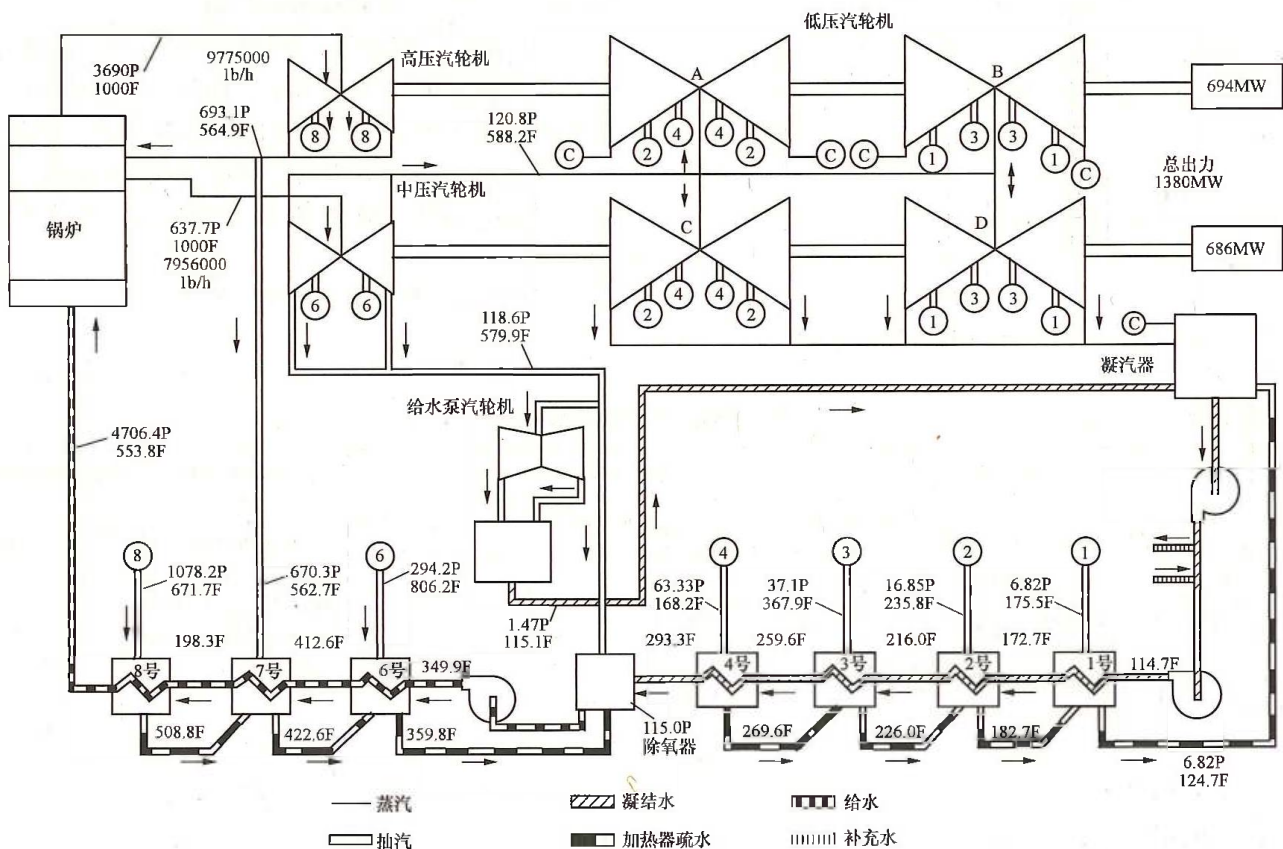 低压汽轮机
3690P
1000F
9775000
1b/h
高压汽轮机
A
B
694MW
693.1P
564.9F
8
8
120.8P
588.2F
4
4
2
2
3
3
1
1
C
C
C
C
总出力
1380MW
中压汽轮机
锅炉
637.7P
1000F
7956000
1b/h
C
D
686MW
6
6
4
4
2
2
3
3
1
1
118.6P
579.9F
C
凝汽器
给水泵汽轮机
4706.4P
553.8F
8
6
4
3
2
1
1078.2P
671.7F
670.3P
562.7F
294.2P
806.2F
63.33P
168.2F
37.1P
367.9F
16.85P
235.8F
6.82P
175.5F
1.47P
115.1F
198.3F
412.6F
349.9F
293.3F
259.6F
216.0F
172.7F
114.7F
8号
7号
6号
4号
3号
2号
1号
508.8F
422.6F
359.8F
115.0P
除氧器
269.6F
226.0F
182.7F
6.82P
124.7F
蒸汽
凝结水
给水
抽汽
加热器疏水
补充水